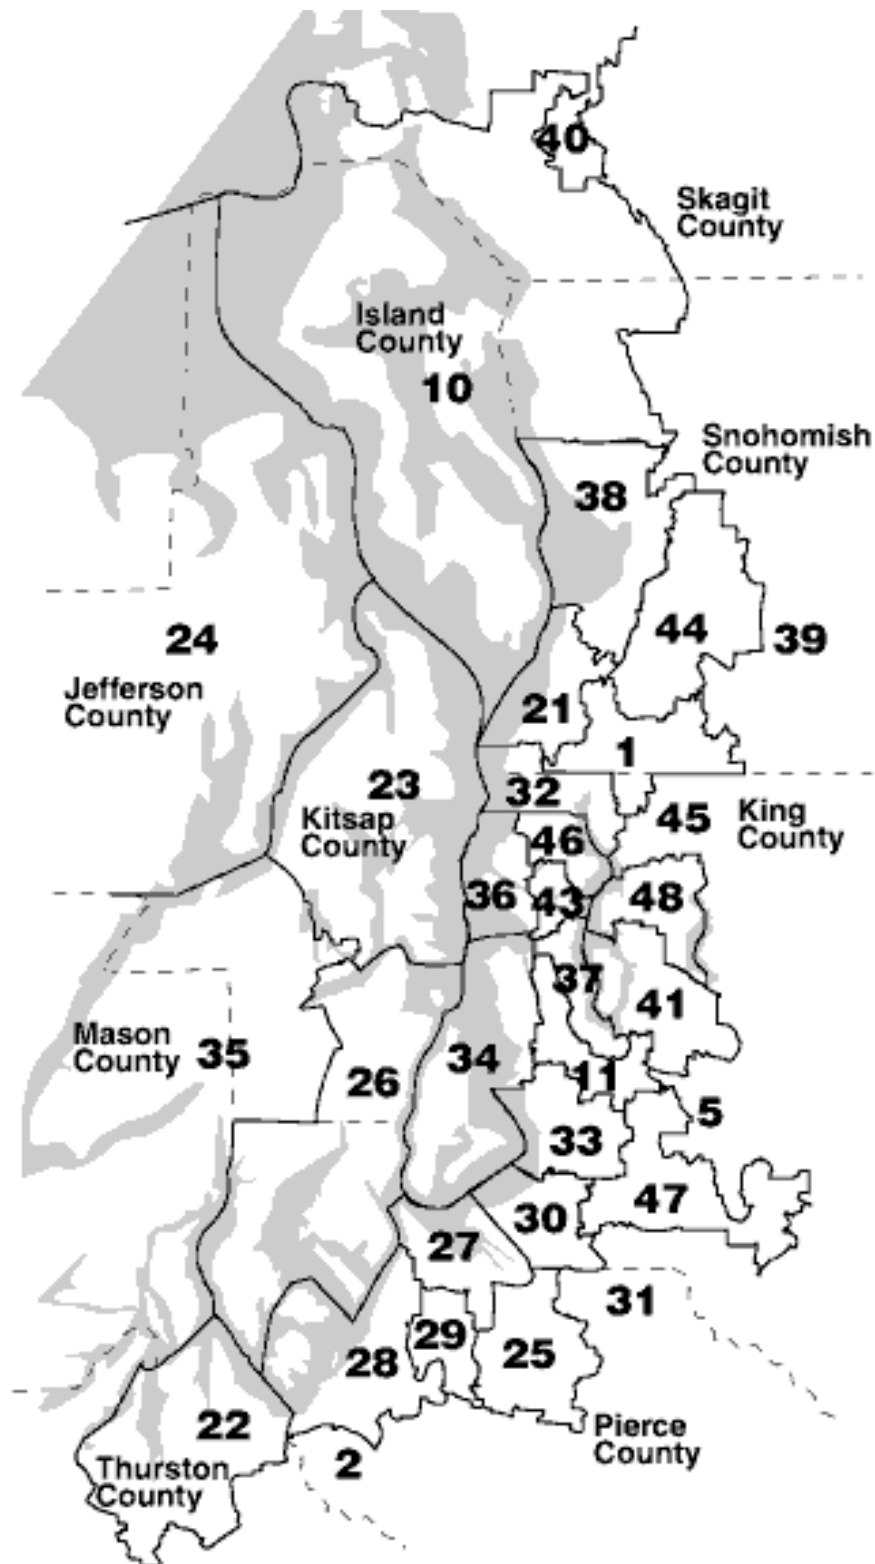 40
Skagit
County
Island
County
10
Snohomish
County
38
24
44
39
Jefferson
County
21
1
23
32
Kitsap
County
45
King
County
46
36
43
48
37
41
Mason
County
35
34
26
11
5
33
47
30
27
31
29
28
25
22
Pierce
County
2
Thurston
County